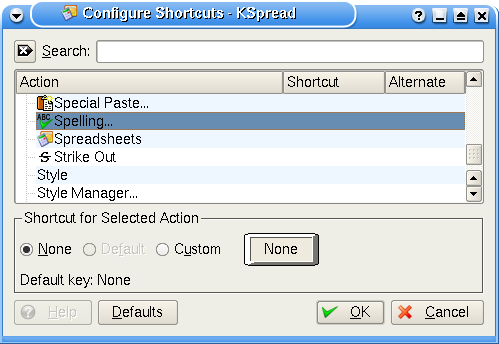 Configure Shortcuts - KSpread
Search:
Action Shortcut Alternate
Special Paste...
ABC Spelling...
Spreadsheets
S Strike Out
Style
Style Manager...
Shortcut for Selected Action
None Default Custom None
Default key: None
Help Defaults OK Cancel